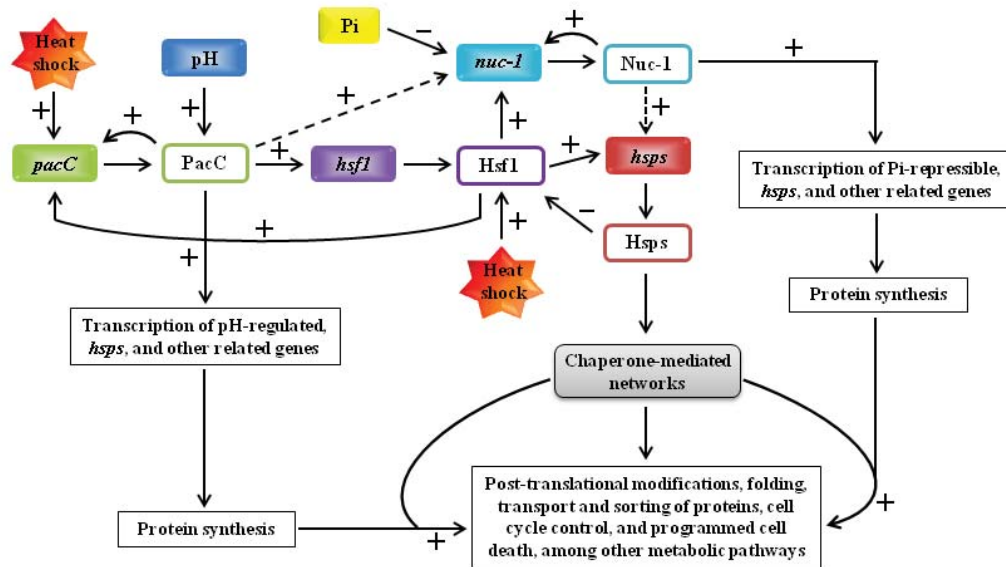 Heat
shock
pH
Pi
−
nuc-1
+
Nuc-1
+
+
+
+
+
+
pacC
PacC
+
hsf1
Hsf1
+
+
hsps
+
+
−
Hsps
+
Heat
shock
Transcription of Pi-repressible,
hsps, and other related genes
Protein synthesis
Transcription of pH-regulated,
hsps, and other related genes
Chaperone-mediated
networks
Post-translational modifications, folding,
transport and sorting of proteins, cell
cycle control, and programmed cell
death, among other metabolic pathways
+
Protein synthesis
+